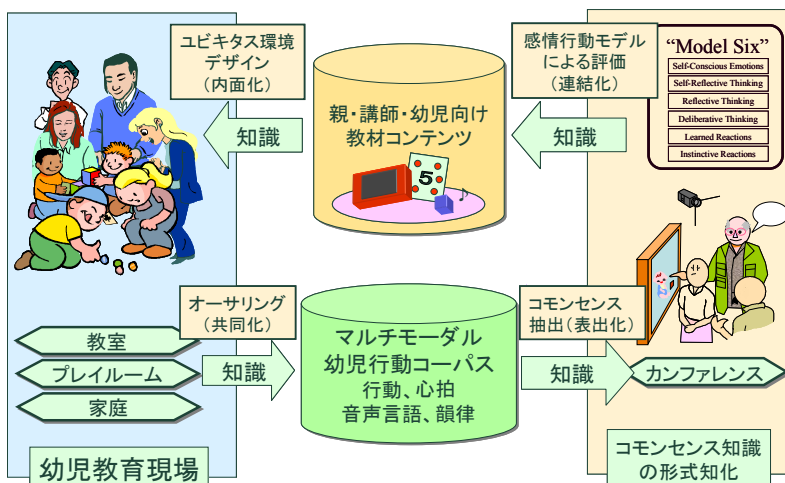 ユビキタス環境
デザイン
(内面化)
知識
親・講師・幼児向け
教材コンテンツ
5
感情行動モデル
による評価
(連結化)
知識
“Model Six”
Self-Conscious Emotions
Self-Reflective Thinking
Reflective Thinking
Deliberative Thinking
Learned Reactions
Instinctive Reactions
オーサリング
(共同化)
知識
マルチモーダル
幼児行動コーパス
行動、心拍
音声言語、韻律
コモンセンス
抽出(表出化)
知識
教室
プレイルーム
家庭
カンファレンス
幼児教育現場
コモンセンス知識
の形式知化